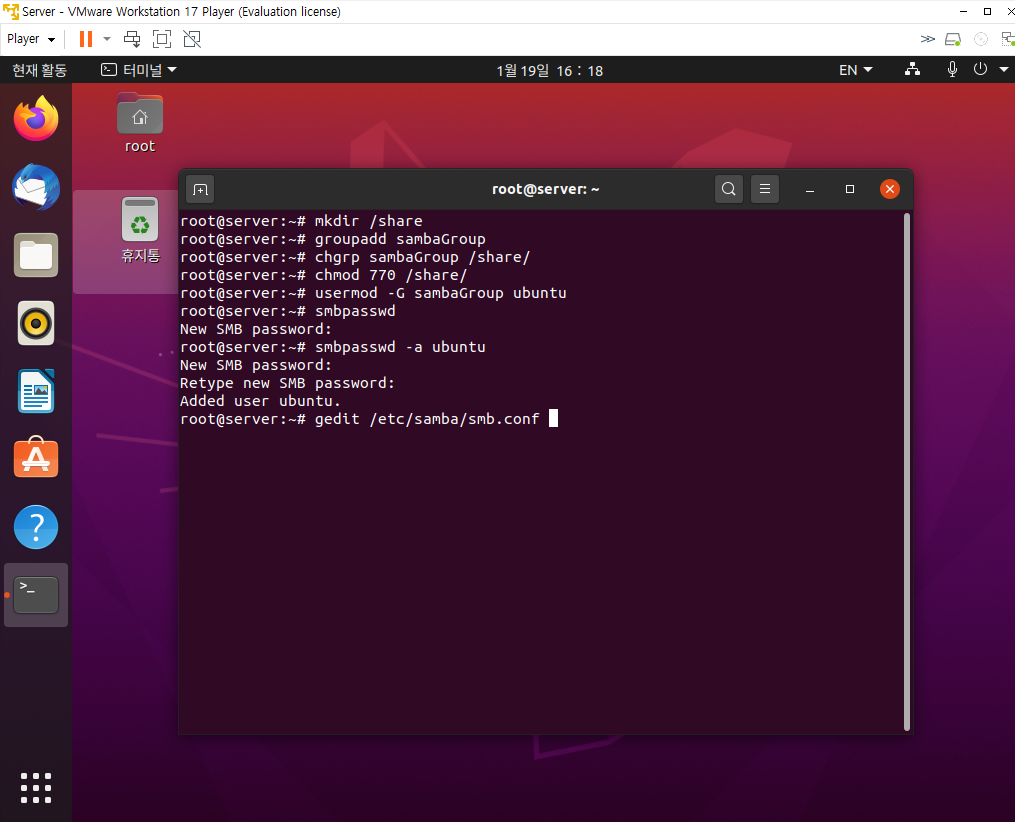 Server - VMware Workstation 17 Player (Evaluation license)
Player
현재 활동
터미널
1월 19일 16 : 18
EN
root
휴지통
root@server: ~
root@server:~# mkdir /share
root@server:~# groupadd sambaGroup
root@server:~# chgrp sambaGroup /share/
root@server:~# chmod 770 /share/
root@server:~# usermod -G sambaGroup ubuntu
root@server:~# smbpasswd
New SMB password:
root@server:~# smbpasswd -a ubuntu
New SMB password:
Retype new SMB password:
Added user ubuntu.
root@server:~# gedit /etc/samba/smb.conf